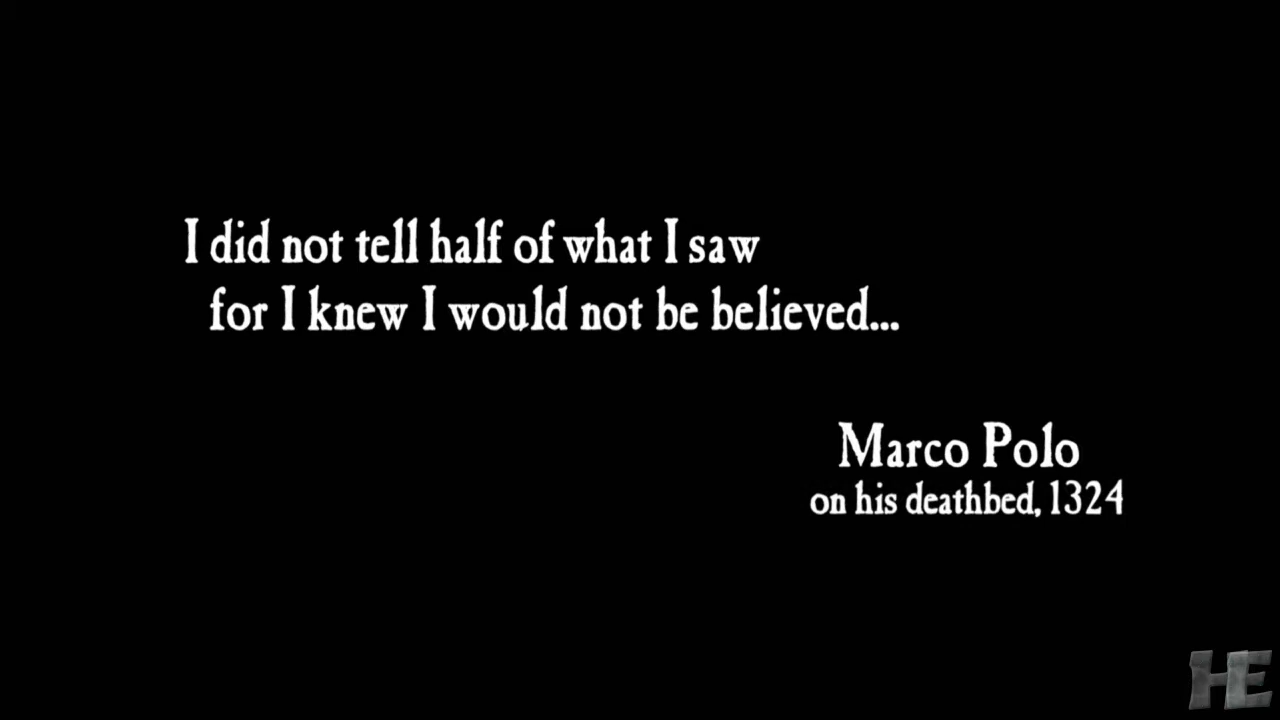 I did not tell half of what I saw
for I knew I would not be believed...
Marco Polo
on his deathbed, 1324
HE